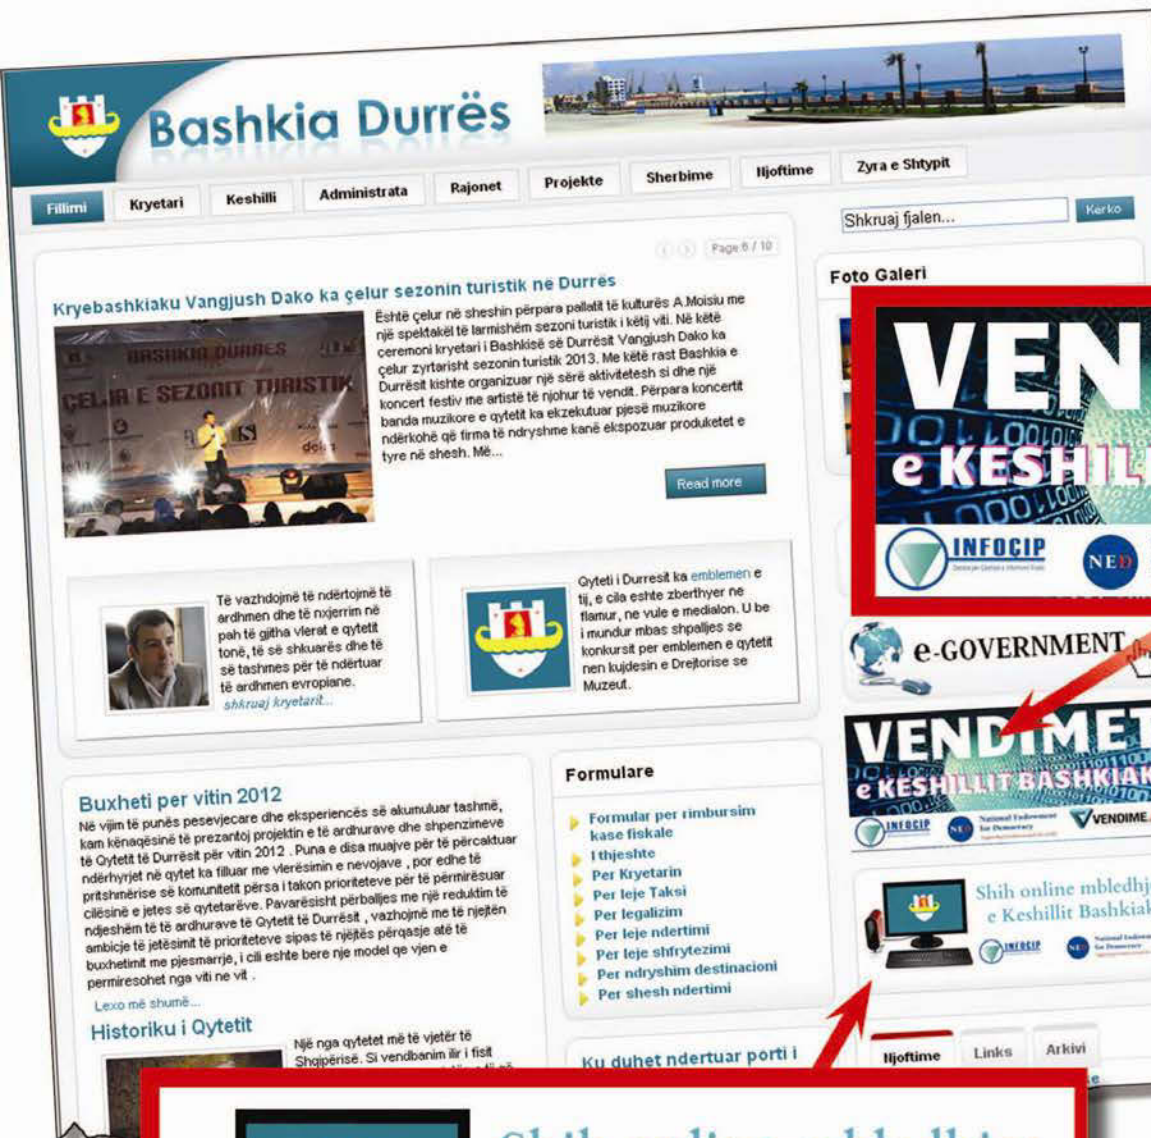 Bashkia Durrës
Fillimi
Kryetari
Keshilli
Administrata
Rajonet
Projekte
Sherbime
Njoftime
Zyra e Shtypit
Shkruaj fjalen...
Kerko
Page 6 / 10
Kryebashkiaku Vangjush Dako ka çelur sezonin turistik ne Durrës
BASHKIA DURRES
ÇELJA E SEZONIT TURISTIK
Është çelur në sheshin përpara pallatit të kulturës A.Moisiu me
një spektakël të larmishëm sezoni turistik i këtij viti. Në këtë
ceremoni kryetari i Bashkisë së Durrësit Vangjush Dako ka
çelur zyrtarisht sezonin turistik 2013. Me këtë rast Bashkia e
Durrësit kishte organizuar një sërë aktivitetesh si dhe një
koncert festiv me artistë të njohur të vendit. Përpara koncertit
banda muzikore e qytetit ka ekzekutuar pjesë muzikore
ndërkohë që firma të ndryshme kanë ekspozuar produketet e
tyre në shesh. Më...
Read more
Të vazhdojmë të ndërtojmë të
ardhmen dhe të nxjerrim në
pah të gjitha vlerat e qytetit
tonë, të së shkuarës dhe të
së tashmes për të ndërtuar
të ardhmen evropiane.
shkruaj kryetarit...
Qyteti i Durresit ka emblemen e
tij, e cila eshte zberthyer ne
flamur, ne vule e medialon. U be
i mundur mbas shpalljes se
konkursit per emblemen e qytetit
nen kujdesin e Drejtorise se
Muzeut.
Foto Galeri
VEN
e KESHILL
INFOÇIP
NED
e-GOVERNMENT
VENDIMET
e KESHILLIT BASHKIAK
INFOÇIP
NED
National Endowment
for Democracy
VENDIME.
Shih online mbledhje
e Keshillit Bashkiak
INFOÇIP
NED
Buxheti per vitin 2012
Në vijim të punës pesevjecare dhe eksperiencës së akumuluar tashmë,
kam kënaqësinë të prezantoj projektin e të ardhurave dhe shpenzimeve
të Qytetit të Durrësit për vitin 2012 . Puna e disa muajve për të përcaktuar
ndërhyrjet në qytet ka filluar me vlerësimin e nevojave , por edhe të
pritshmërise së komunitetit përsa i takon prioriteteve për të përmirësuar
cilësinë e jetes së qytetarëve. Pavarësisht përballjes me një reduktim të
ndjeshëm të të ardhurave të Qytetit të Durrësit , vazhojmë me të njejtën
ambicje të jetësimit të prioriteteve sipas të njëjtës përqasje atë të
buxhetimit me pjesmarrje, i cili eshte bere nje model qe vjen e
permiresohet nga viti ne vit .
Lexo më shumë...
Historiku i Qytetit
Një nga qytetet më të vjetër të
Shqipërisë. Si vendbanim ilir i fisit
Formulare
Formular per rimbursim
kase fiskale
I thjeshte
Per Kryetarin
Per leje Taksi
Per legalizim
Per leje ndertimi
Per leje shfrytezimi
Per ndryshim destinacioni
Per shesh ndertimi
Ku duhet ndertuar porti i
Njoftime
Links
Arkivi